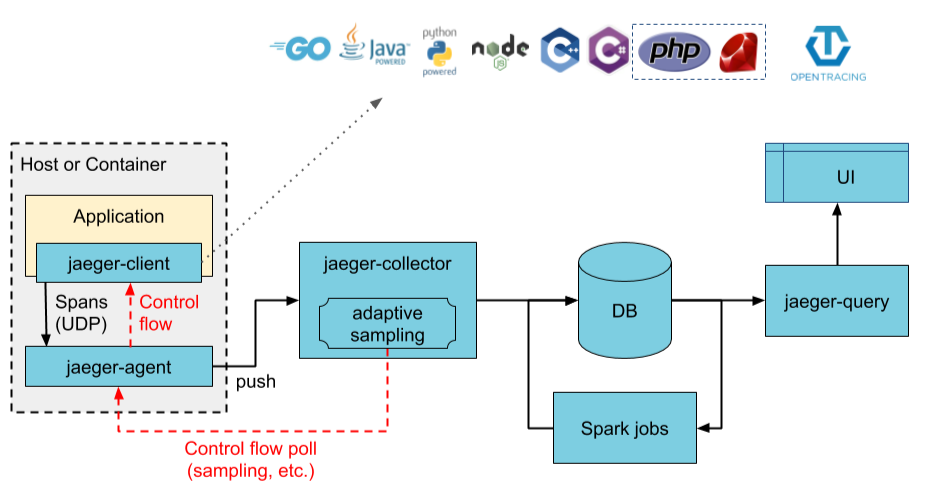 GO
Java
POWERED
python
powered
node
JS
C++
C#
php
OPENTRACING
Host or Container
Application
jaeger-client
Spans
(UDP)
Control
flow
jaeger-agent
push
jaeger-collector
adaptive
sampling
Control flow poll
(sampling, etc.)
DB
Spark jobs
UI
jaeger-query